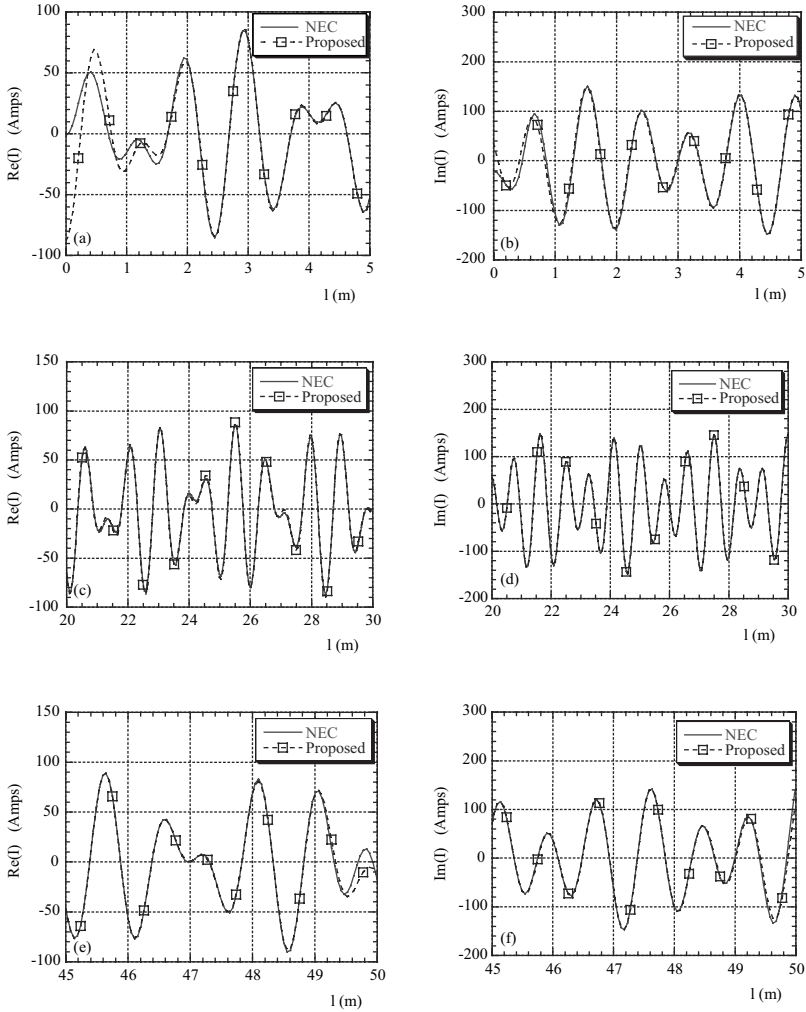 NEC
Proposed
Re(I) (Amps)
100
50
0
-50
-100
(a)
0 1 2 3 4 5
l (m)
NEC
Proposed
Im(I) (Amps)
300
200
100
0
-100
-200
(b)
0 1 2 3 4 5
l (m)
NEC
Proposed
Re(I) (Amps)
150
100
50
0
-50
-100
(c)
20 22 24 26 28 30
l (m)
NEC
Proposed
Im(I) (Amps)
300
200
100
0
-100
-200
(d)
20 22 24 26 28 30
l (m)
NEC
Proposed
Re(I) (Amps)
150
100
50
0
-50
-100
(e)
45 46 47 48 49 50
l (m)
NEC
Proposed
Im(I) (Amps)
300
200
100
0
-100
-200
(f)
45 46 47 48 49 50
l (m)